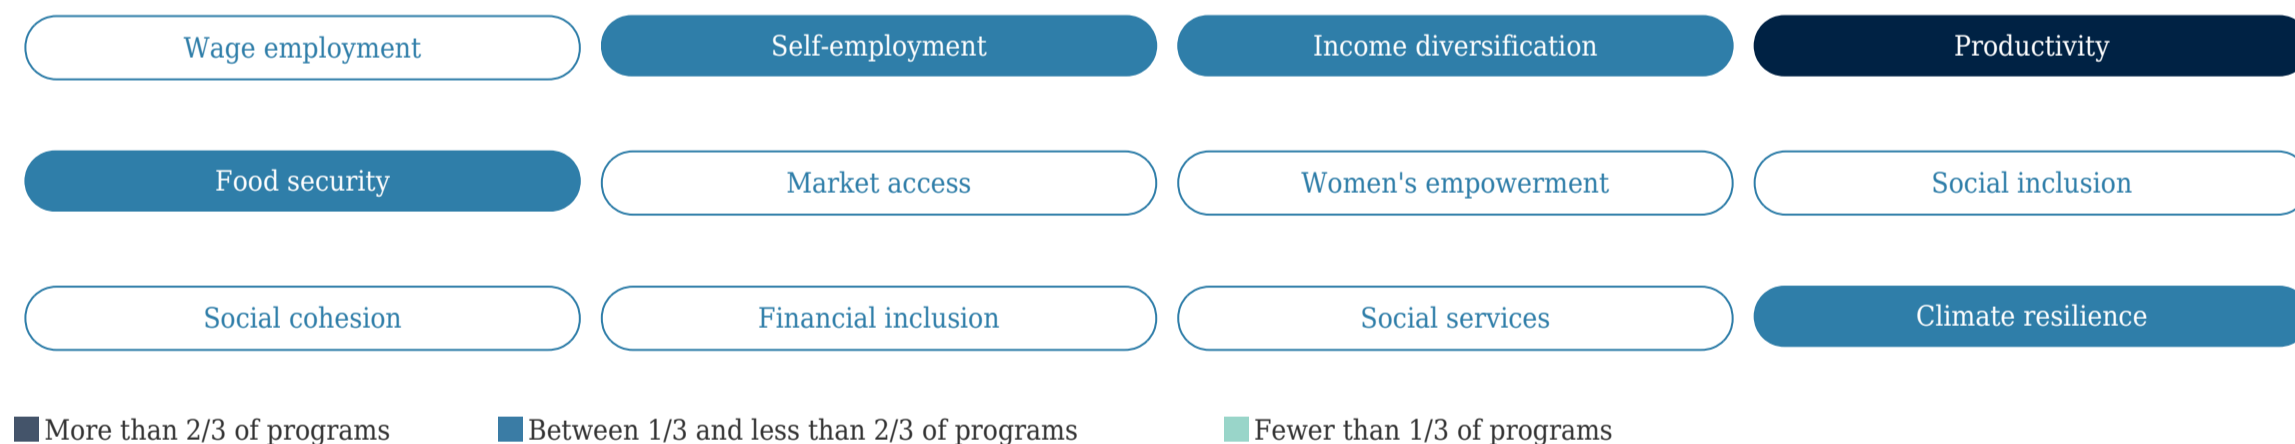 Wage employment
Self-employment
Income diversification
Productivity
Food security
Market access
Women's empowerment
Social inclusion
Social cohesion
Financial inclusion
Social services
Climate resilience
More than 2/3 of programs
Between 1/3 and less than 2/3 of programs
Fewer than 1/3 of programs